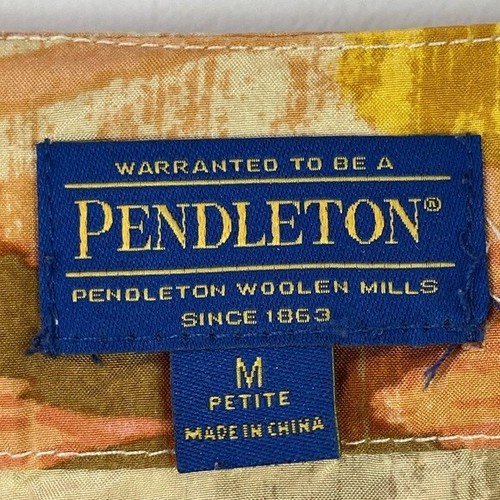 WARRANTED TO BE A
PENDLETON®
PENDLETON WOOLEN MILLS
SINCE 1863
M
PETITE
MADE IN CHINA